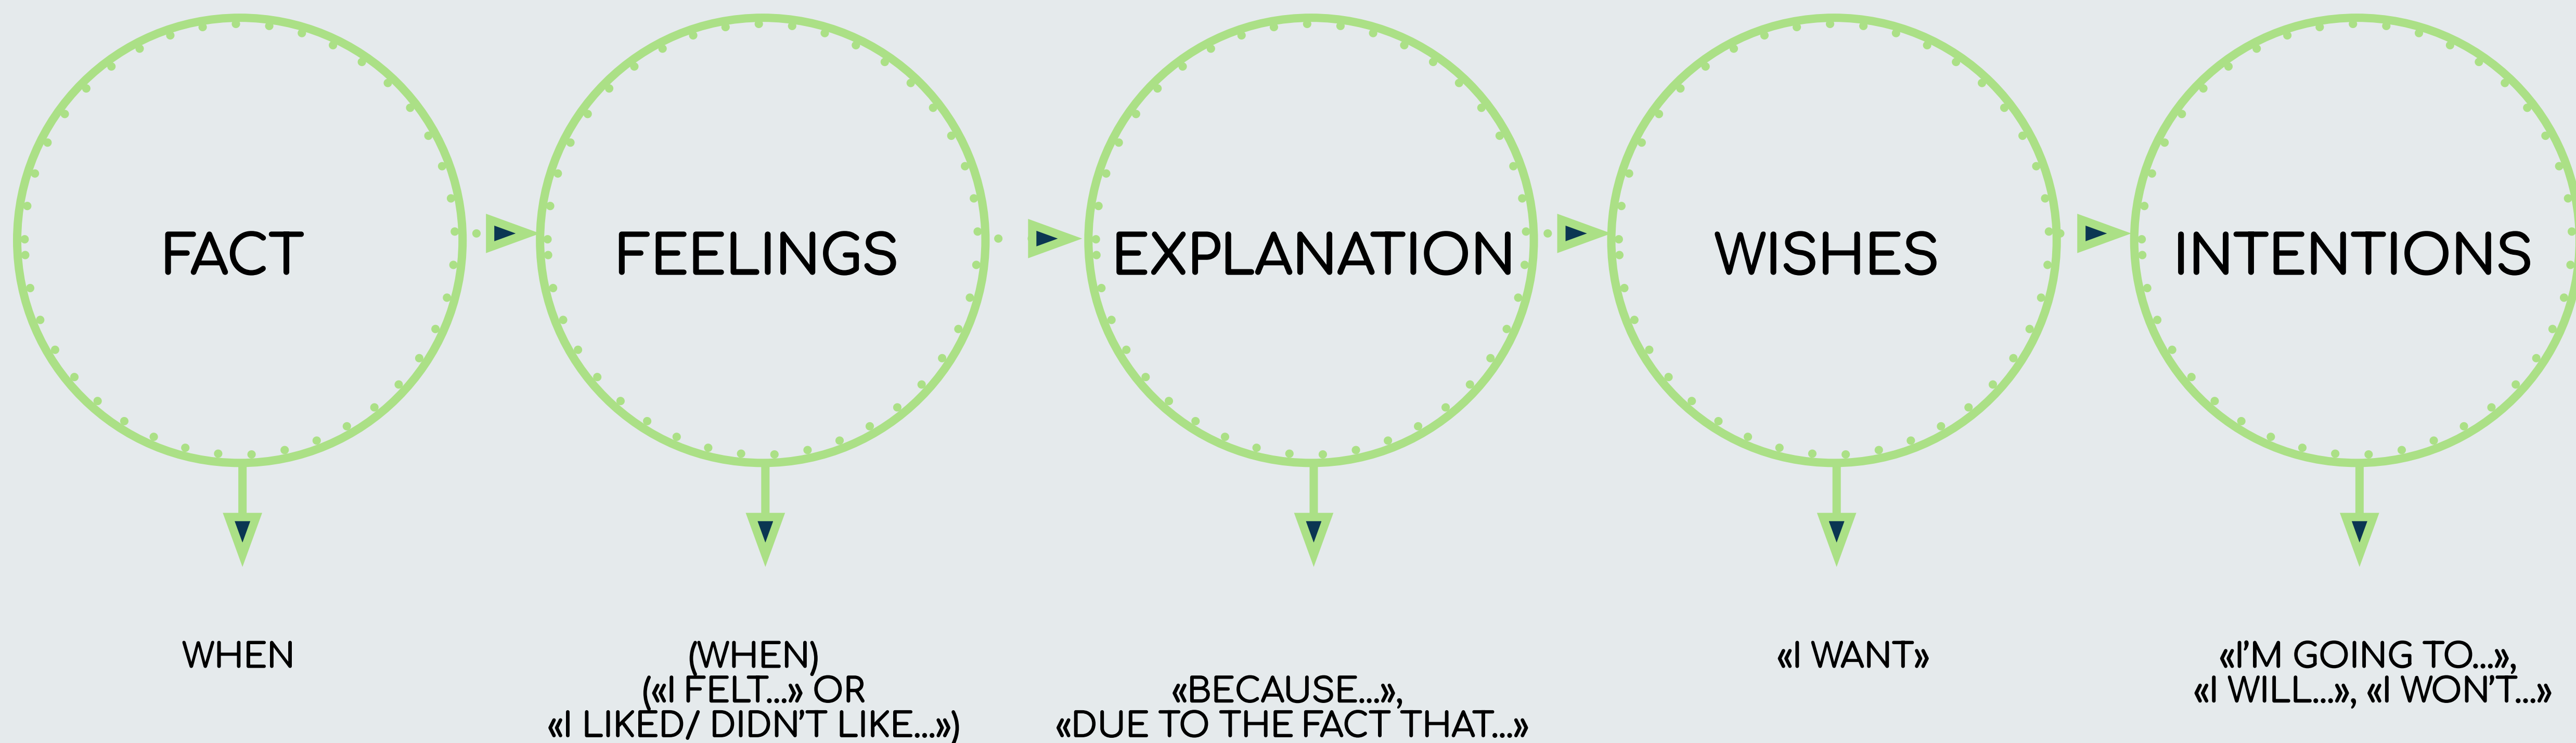 FACT
FEELINGS
EXPLANATION
WISHES
INTENTIONS
WHEN
(WHEN)
(«I FELT...» OR
«I LIKED/ DIDN'T LIKE...»)
«BECAUSE...»,
«DUE TO THE FACT THAT...»
«I WANT»
«I'M GOING TO...»,
«I WILL...», «I WON'T...»